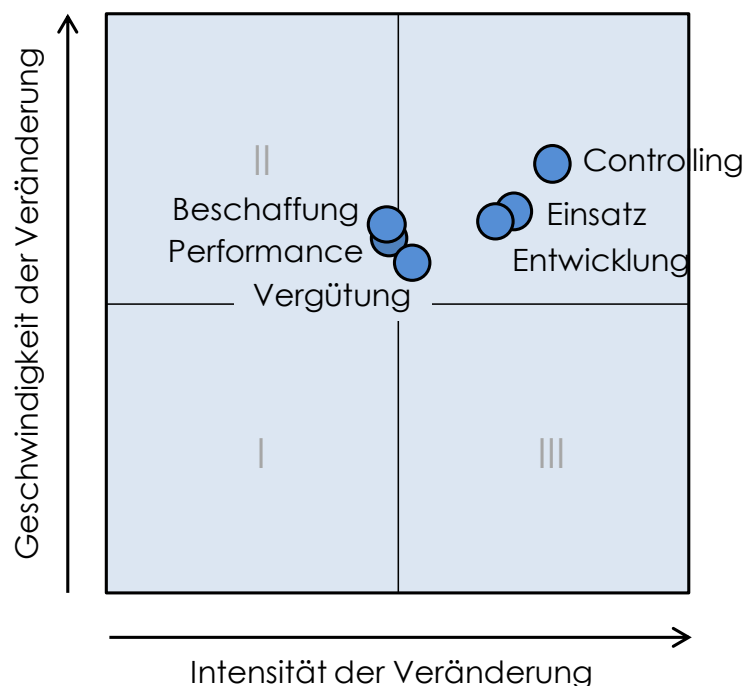 Geschwindigkeit der Veränderung
II
Controlling
Beschaffung
Einsatz
Performance
Entwicklung
Vergütung
I
III
Intensität der Veränderung